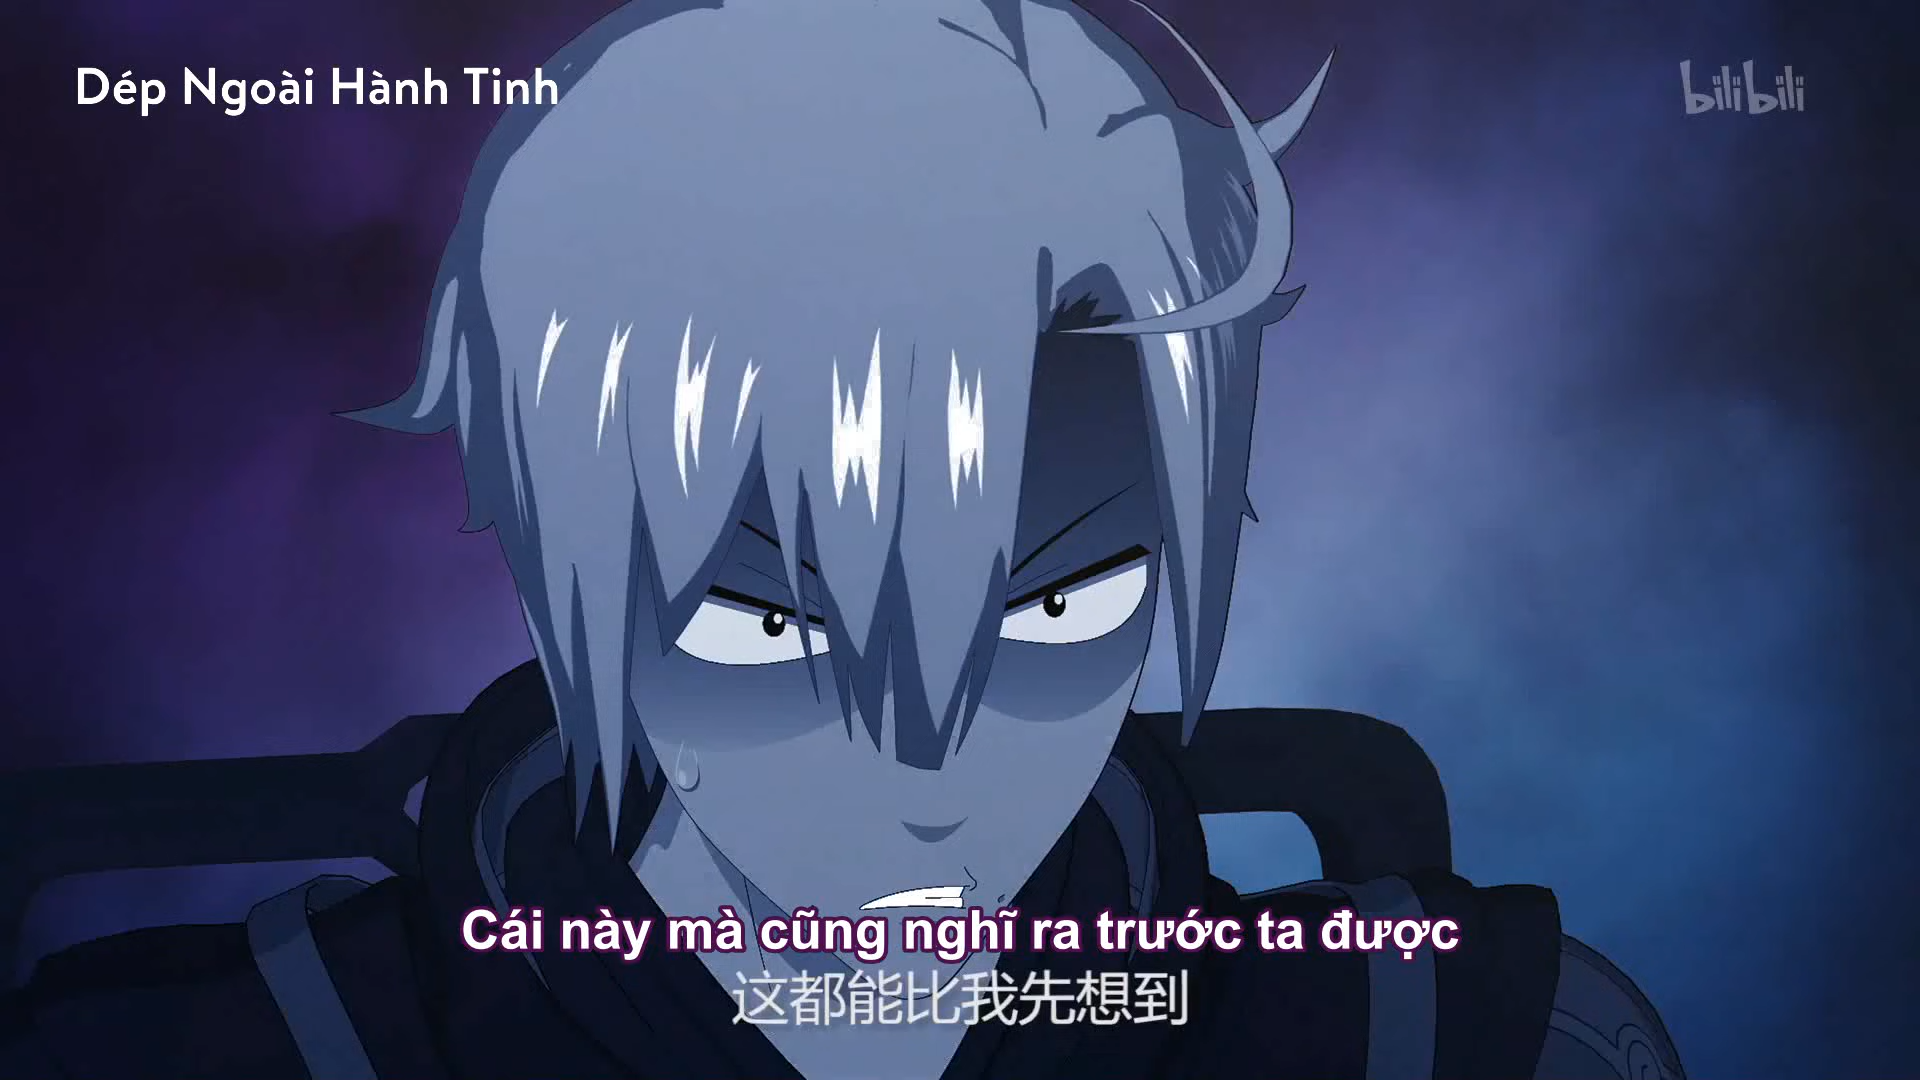 Dép Ngoài Hành Tinh
bilibili
Cái này mà cũng nghĩ ra trước ta được
这都能比我先想到